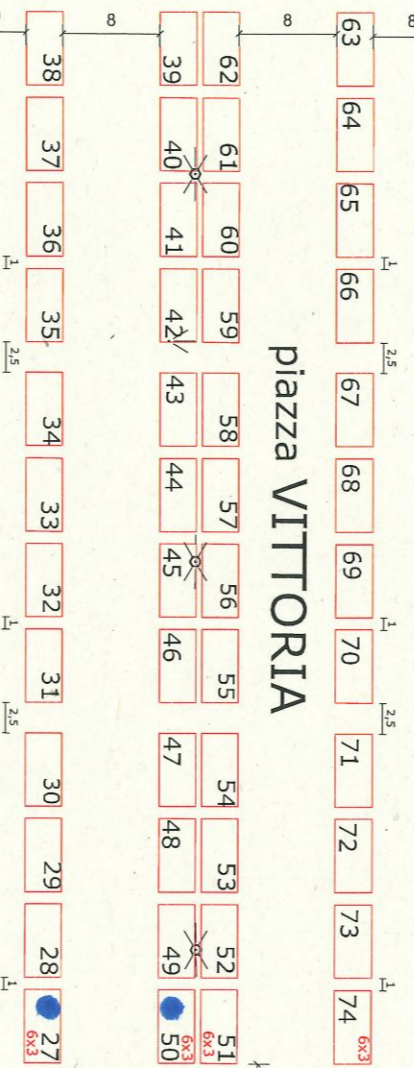 8
1 2,5 1 2,5 1
6x3
63 64 65 66 67 68 69 70 71 72 73 74
8
piazza VITTORIA
62 61 60 59 58 57 56 55 54 53 52 51
6x3
6x3
39 40 41 42 43 44 45 46 47 48 49 50
8
38 37 36 35 34 33 32 31 30 29 28 27
6x3
1 2,5 1 2,5 1